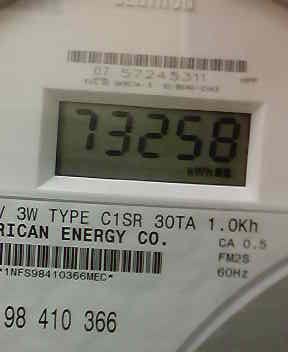 07 57245311
73258
kWh
V 3W TYPE C1SR 30TA 1.0Kh
RICAN ENERGY CO.
CA 0.5
FM2S
60Hz
*1NFS98410366MEC*
98 410 366